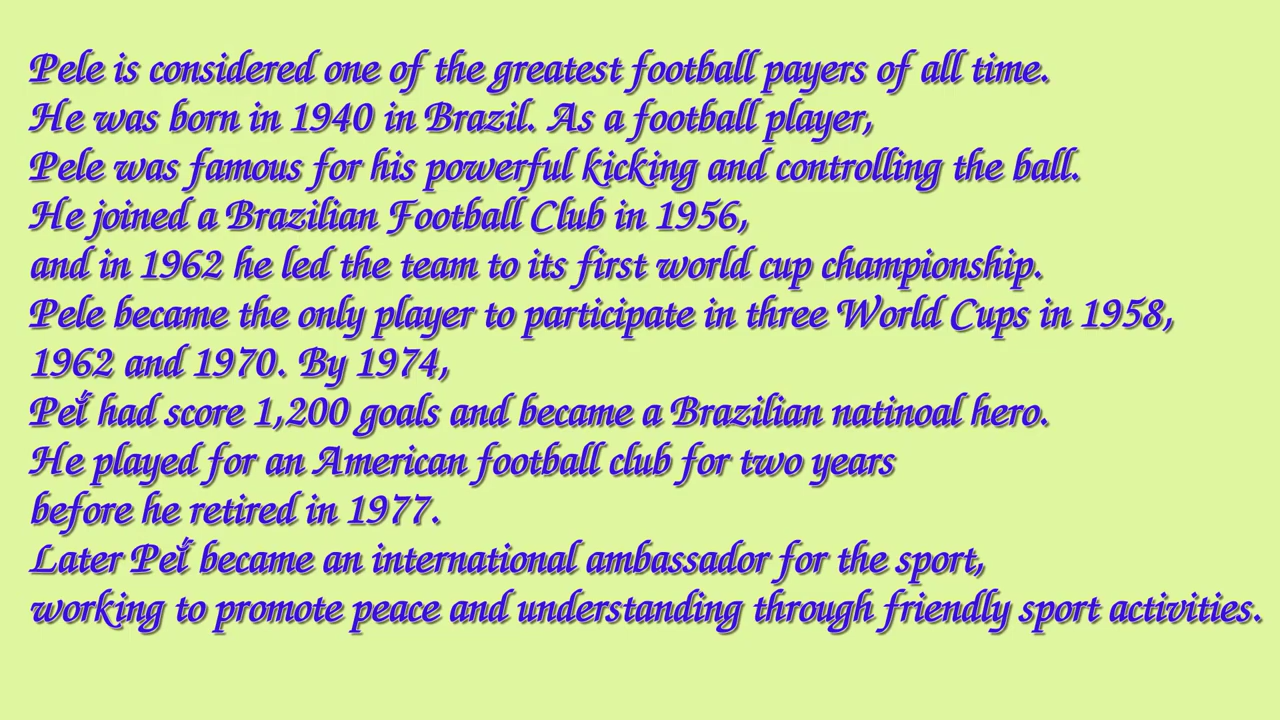 Pele is considered one of the greatest football payers of all time.
He was born in 1940 in Brazil. As a football player,
Pele was famous for his powerful kicking and controlling the ball.
He joined a Brazilian Football Club in 1956,
and in 1962 he led the team to its first world cup championship.
Pele became the only player to participate in three World Cups in 1958,
1962 and 1970. By 1974,
had score 1,200 goals and became a Brazilian natinoal hero.
He played for an American football club for two years
before he retired in 1977.
Later became an international ambassador for the sport,
working to promote peace and understanding through friendly sport activities.